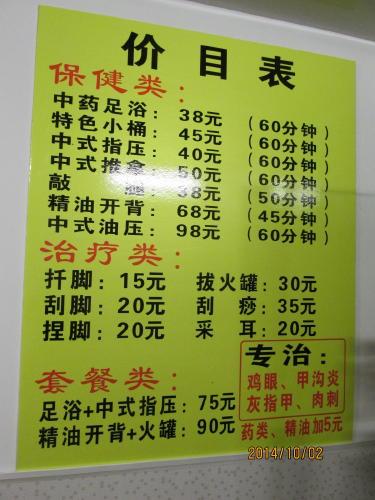 价目表
保健类：
中药足浴：38元（60分钟）
特色小桶：45元（60分钟）
中式指压：40元（60分钟）
中式推拿：50元（60分钟）
敲腿：38元（50分钟）
精油开背：68元（45分钟）
中式油压：98元（60分钟）
治疗类：
扦脚：15元 拔火罐：30元
刮脚：20元 刮痧：35元
捏脚：20元 采耳：20元
套餐类：
足浴+中式指压：75元
精油开背+火罐：90元
专治：
鸡眼、甲沟炎
灰指甲、肉刺
药类、精油加5元
2014/10/02